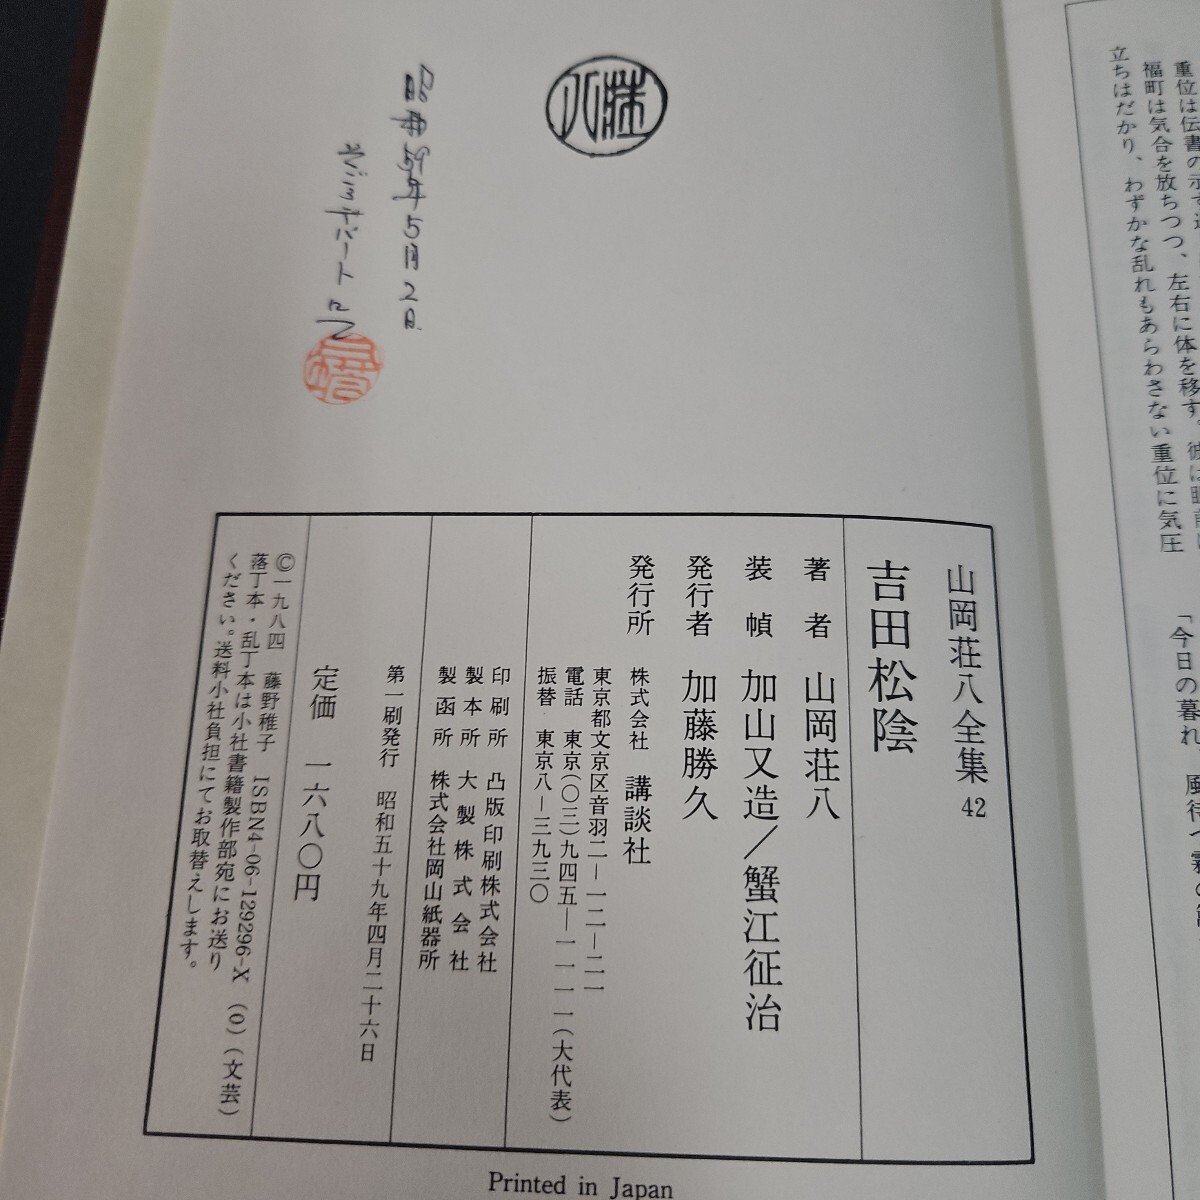 重位は伝書の示す
福町は気合を放ちつつ、左右に体を移す。彼は眼前に
立ちはだかり、わずかな乱れもあらわさない重位に気圧
「今日の暮れ
風待つ
荘八
昭和59年5月2日
山岡荘八全集 42
吉田松陰
著者 山岡荘八
装幀 加山又造/蟹江征治
発行者 加藤勝久
発行所 株式会社 講談社
東京都文京区音羽二―一二―二一
電話 東京(〇三)九四五―一一一一(大代表)
振替 東京八―三九三〇
印刷所 凸版印刷株式会社
製本所 大製株式会社
製函所 株式会社岡山紙器所
第一刷発行 昭和五十九年四月二十六日
定価 一六八〇円
©一九八四 藤野稚子 ISBN4-06-129296-X (0)(文芸)
落丁本・乱丁本は小社書籍製作部宛にお送り
ください。送料小社負担にてお取替えします。
Printed in Japan